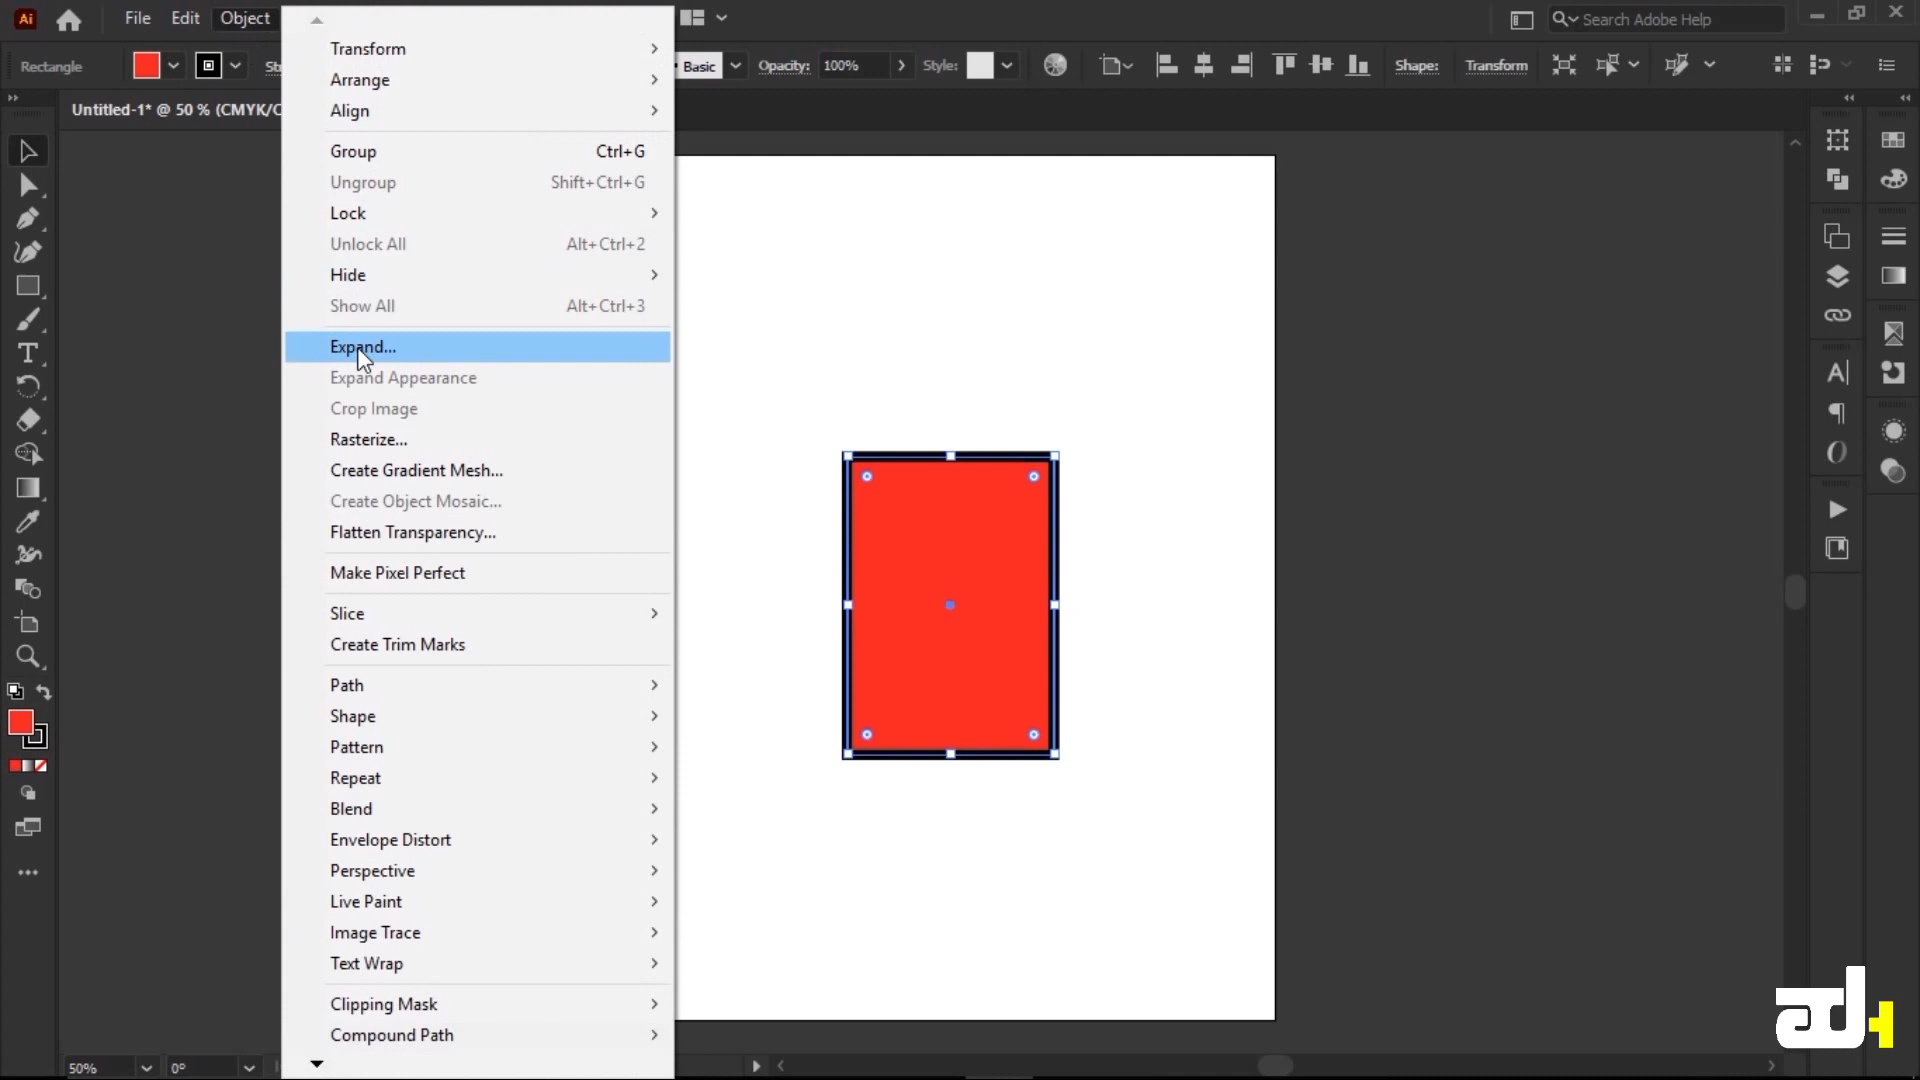 Ai File Edit Object Search Adobe Help
Rectangle Basic Opacity: 100% Style: Shape: Transform
Untitled-1* @ 50 % (CMYK/
Transform
Arrange
Align
Group Ctrl+G
Ungroup Shift+Ctrl+G
Lock
Unlock All Alt+Ctrl+2
Hide
Show All Alt+Ctrl+3
Expand...
Expand Appearance
Crop Image
Rasterize...
Create Gradient Mesh...
Create Object Mosaic...
Flatten Transparency...
Make Pixel Perfect
Slice
Create Trim Marks
Path
Shape
Pattern
Repeat
Blend
Envelope Distort
Perspective
Live Paint
Image Trace
Text Wrap
Clipping Mask
Compound Path
50% 0°